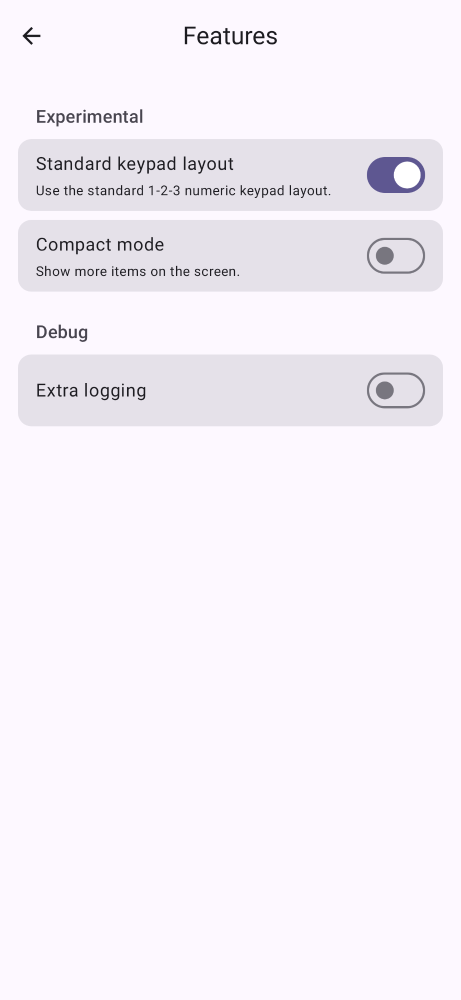 Features
Experimental
Standard keypad layout
Use the standard 1-2-3 numeric keypad layout.
Compact mode
Show more items on the screen.
Debug
Extra logging